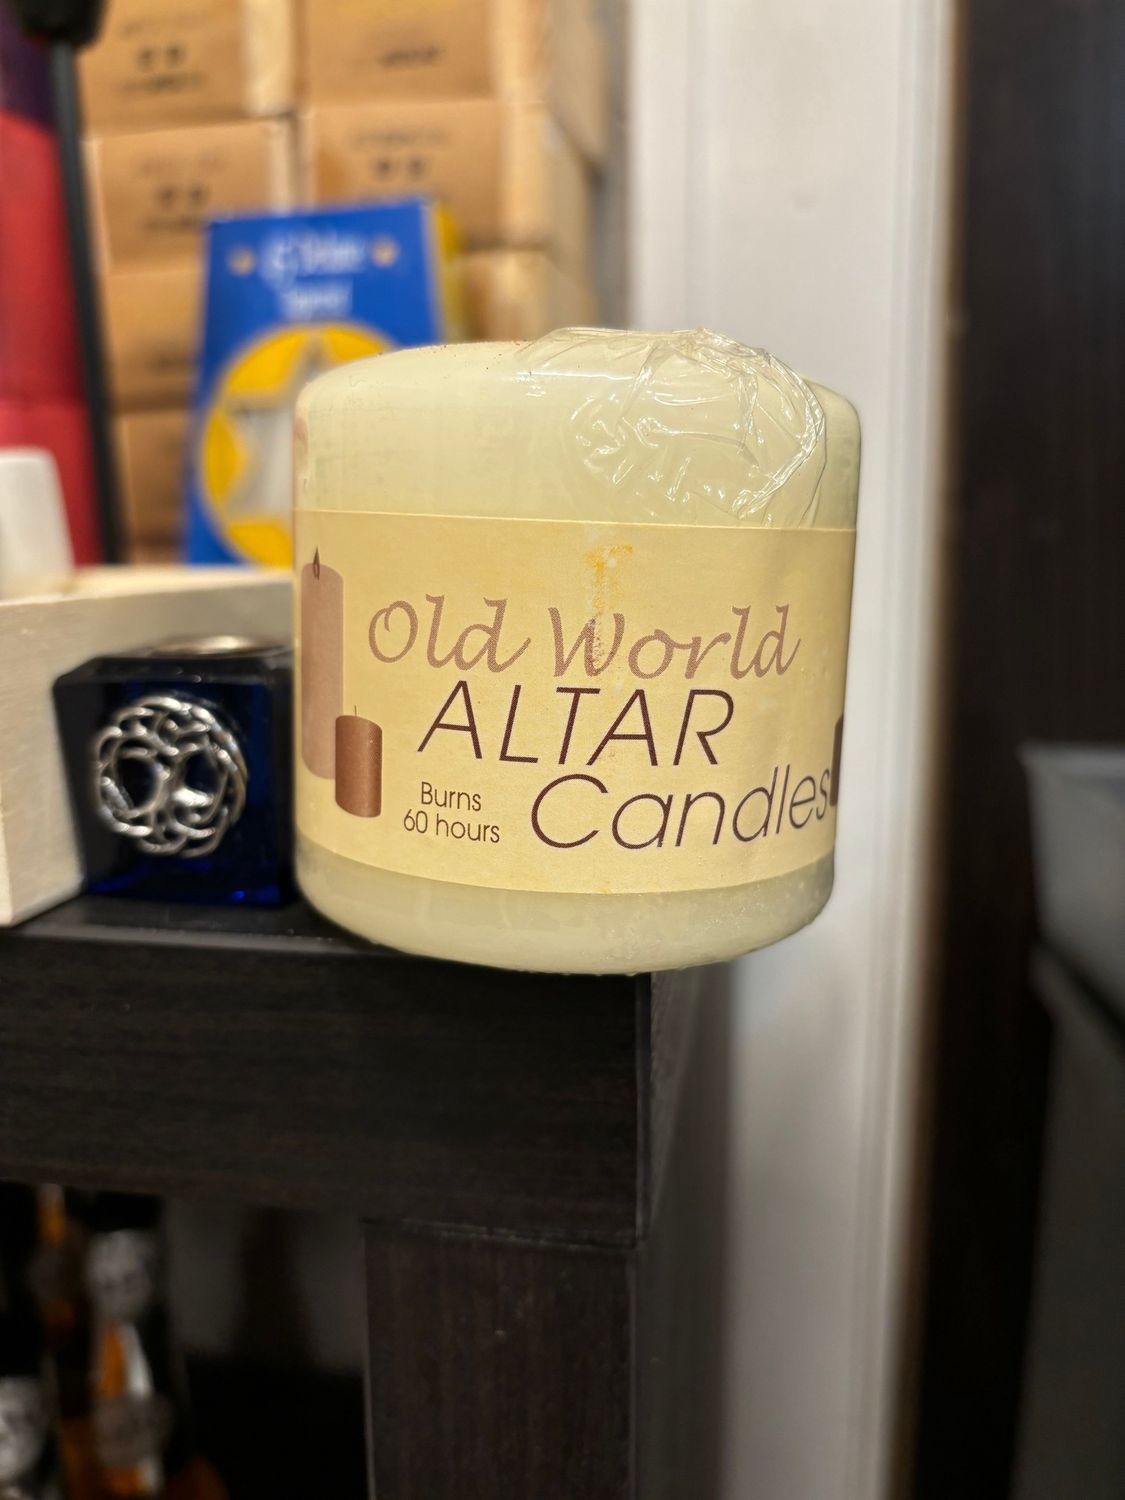 Old World
ALTAR
Candles
Burns
60 hours